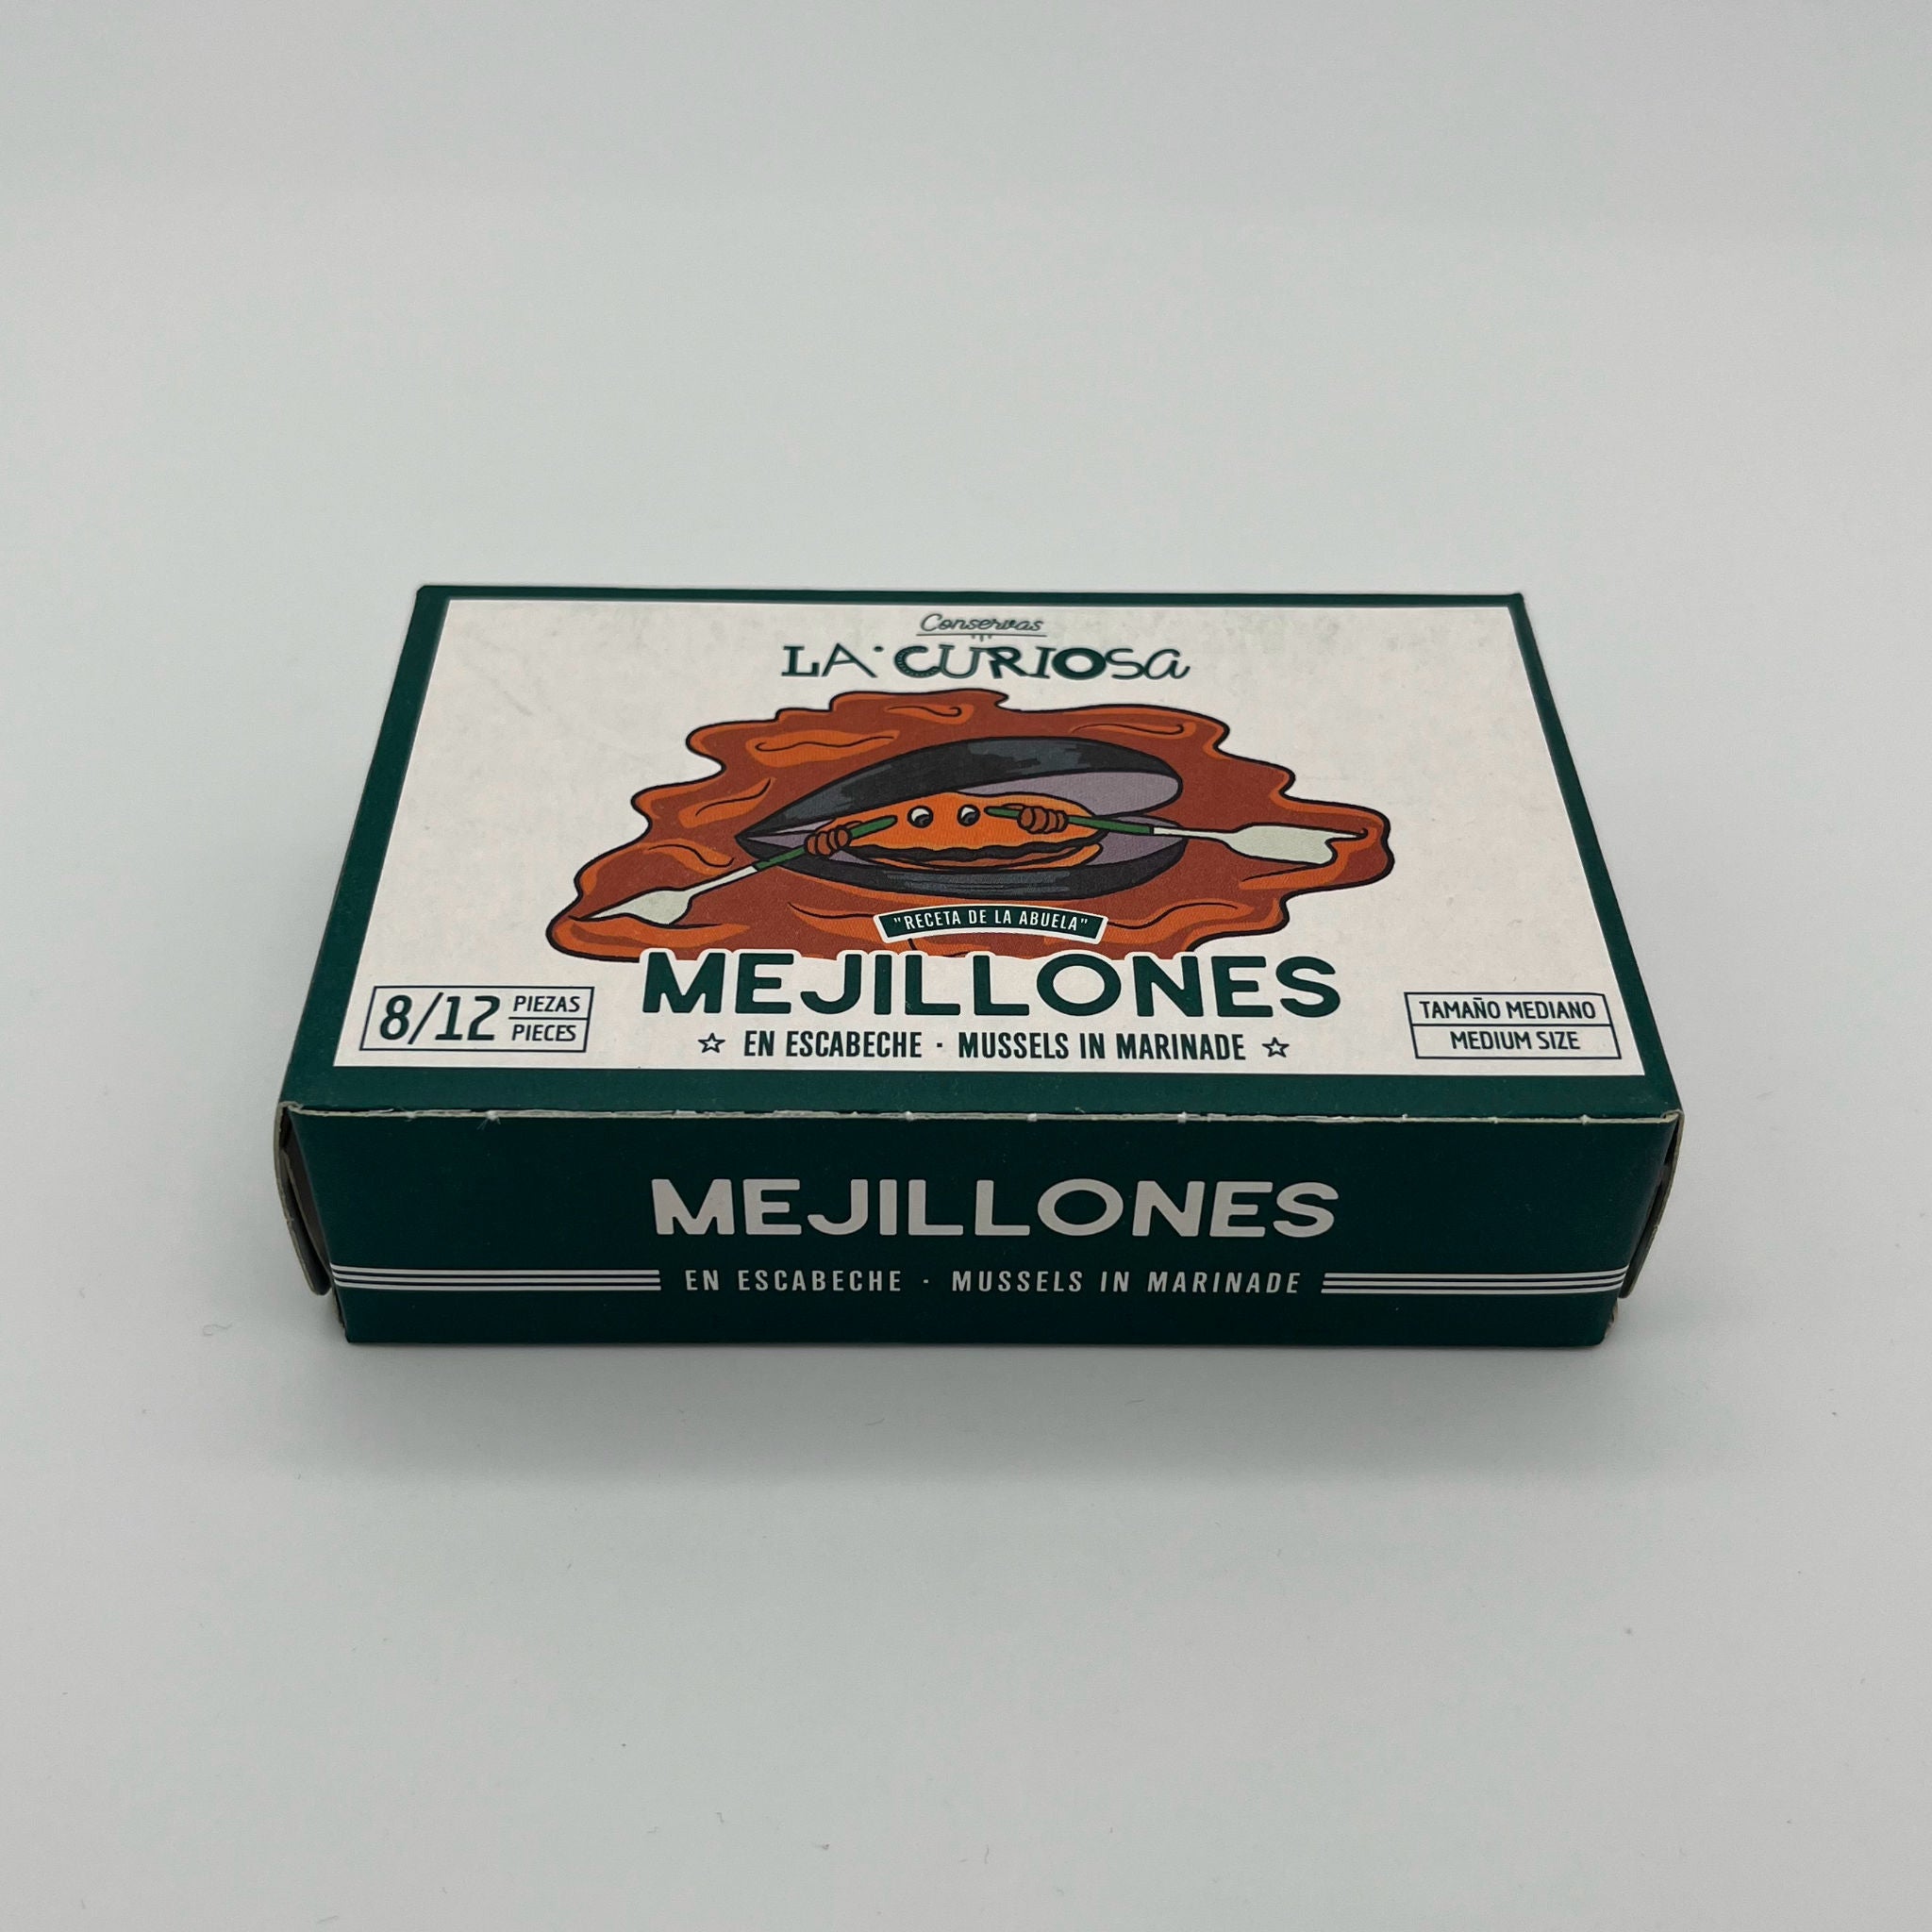 Conservas
LA CURIOSA
"RECETA DE LA ABUELA"
MEJILLONES
8/12 PIEZAS
PIECES
☆ EN ESCABECHE · MUSSELS IN MARINADE ☆
TAMAÑO MEDIANO
MEDIUM SIZE
MEJILLONES
EN ESCABECHE · MUSSELS IN MARINADE